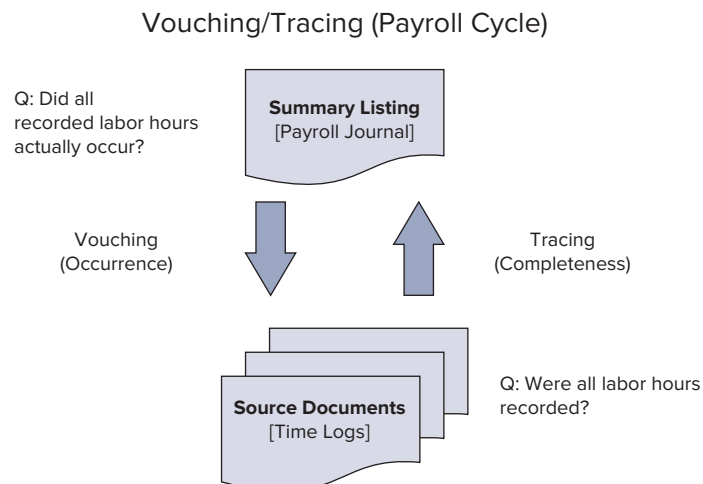 Vouching/Tracing (Payroll Cycle)
Q: Did all
recorded labor hours
actually occur?
Summary Listing
[Payroll Journal]
Vouching
(Occurrence)
Tracing
(Completeness)
Source Documents
[Time Logs]
Q: Were all labor hours
recorded?